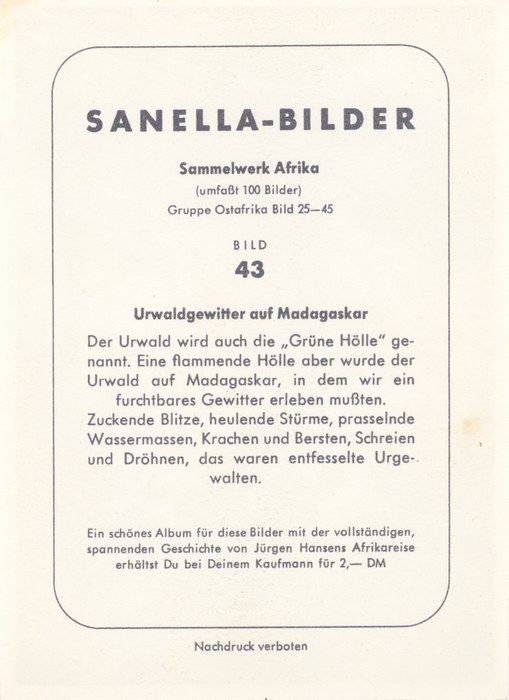 SANELLA-BILDER
Sammelwerk Afrika
(umfaßt 100 Bilder)
Gruppe Ostafrika Bild 25—45
BILD
43
Urwaldgewitter auf Madagaskar
Der Urwald wird auch die „Grüne Hölle" ge-
nannt. Eine flammende Hölle aber wurde der
Urwald auf Madagaskar, in dem wir ein
furchtbares Gewitter erleben mußten.
Zuckende Blitze, heulende Stürme, prasselnde
Wassermassen, Krachen und Bersten, Schreien
und Dröhnen, das waren entfesselte Urge-
walten.
Ein schönes Album für diese Bilder mit der vollständigen,
spannenden Geschichte von Jürgen Hansens Afrikareise
erhältst Du bei Deinem Kaufmann für 2,— DM
Nachdruck verboten